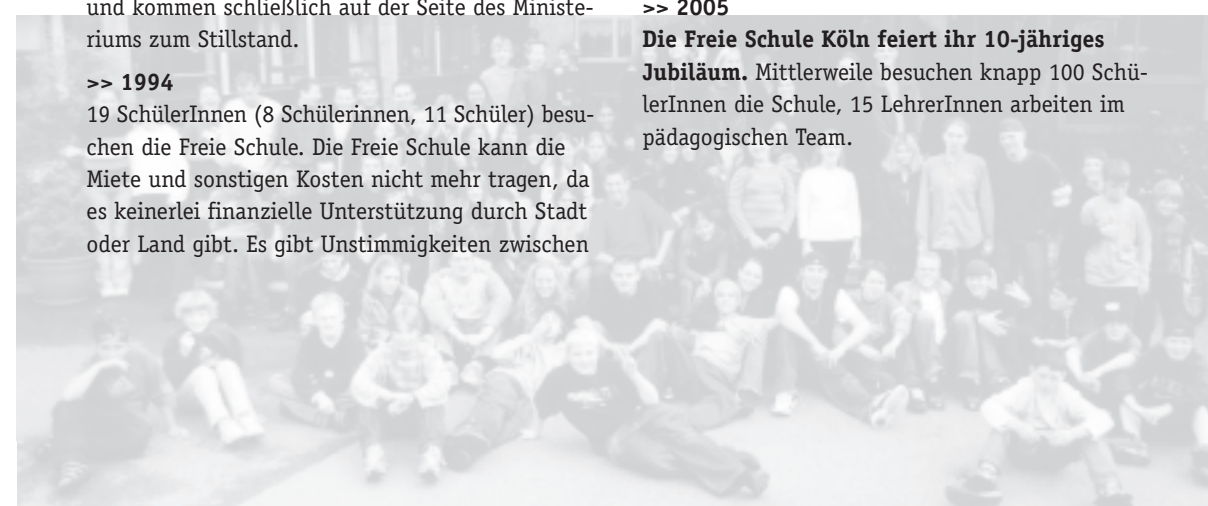 und kommen schließlich auf der Seite des Ministe-
riums zum Stillstand.
>> 1994
19 SchülerInnen (8 Schülerinnen, 11 Schüler) besu-
chen die Freie Schule. Die Freie Schule kann die
Miete und sonstigen Kosten nicht mehr tragen, da
es keinerlei finanzielle Unterstützung durch Stadt
oder Land gibt. Es gibt Unstimmigkeiten zwischen
>> 2005
Die Freie Schule Köln feiert ihr 10-jähriges
Jubiläum. Mittlerweile besuchen knapp 100 Schü-
lerInnen die Schule, 15 LehrerInnen arbeiten im
pädagogischen Team.